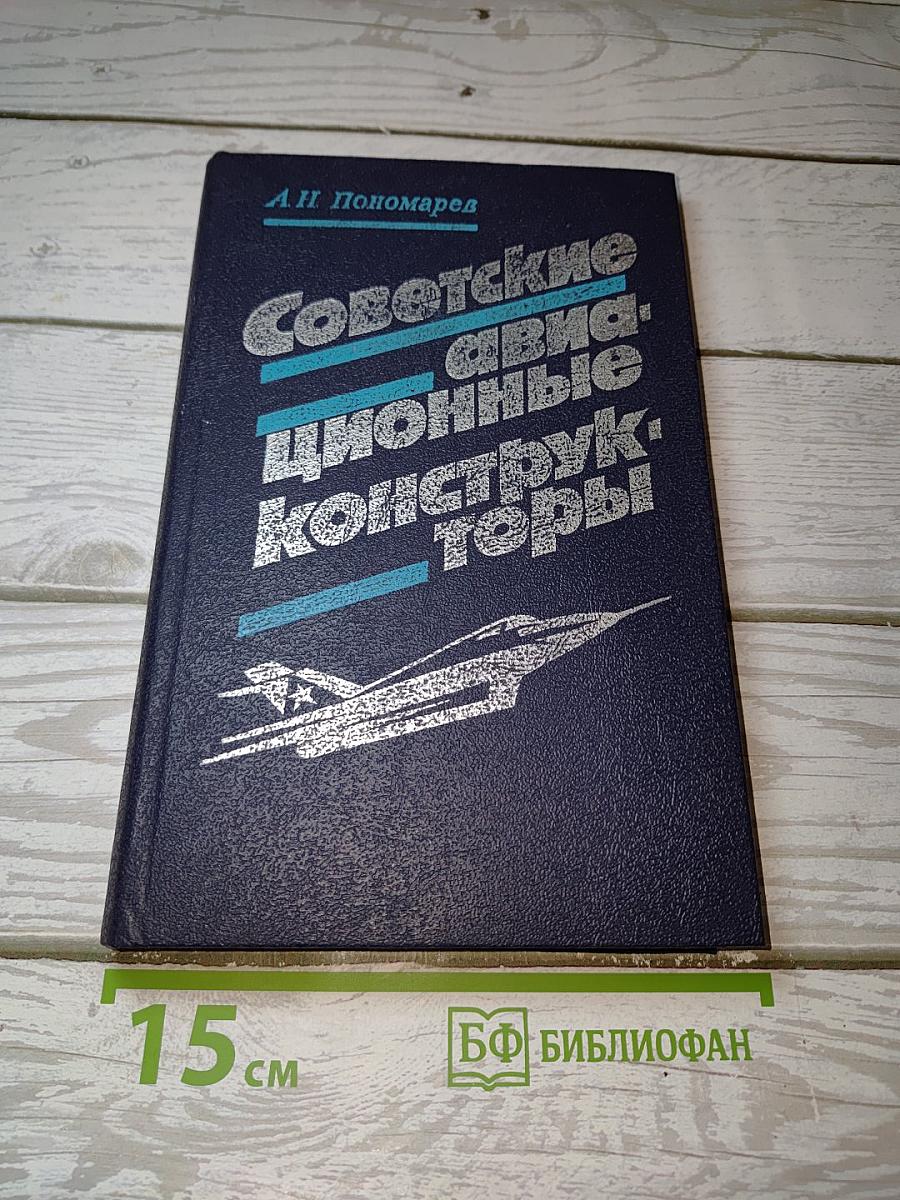 А. Н. Пономарев
Советские
авиа-
ционные
конструк-
торы
15 см
БФ БИБЛИОФАН